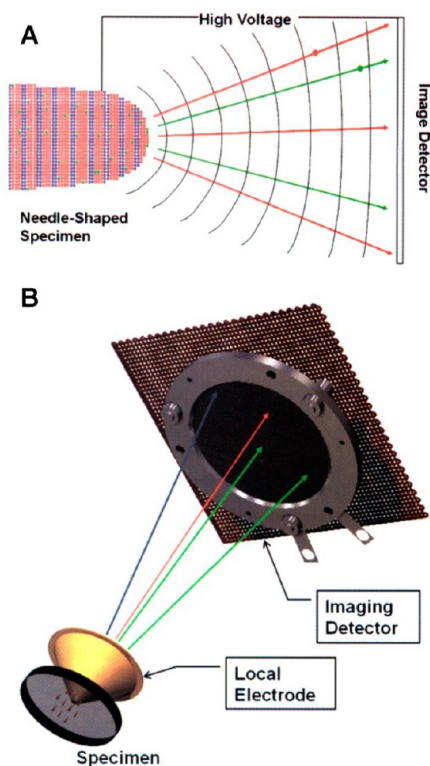 A
High Voltage
Image Detector
Needle-Shaped
Specimen
B
Imaging
Detector
Local
Electrode
Specimen